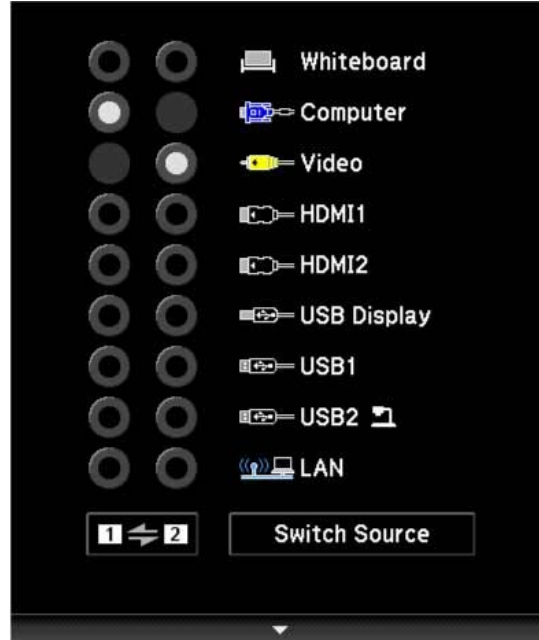 Whiteboard
Computer
Video
HDMI1
HDMI2
USB Display
USB1
USB2
LAN
1 2 Switch Source